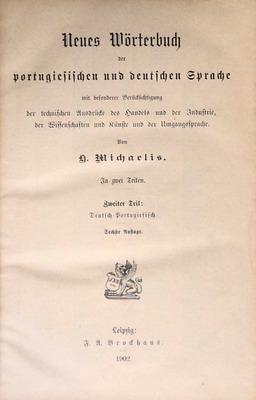 Neues Wörterbuch
der
portugiesischen und deutschen Sprache
mit besonderer Berücksichtigung
der technischen Ausdrücke des Handels und der Industrie,
der Wissenschaften und Künste und der Umgangssprache.
Von
H. Michaelis.
In zwei Teilen.
Zweiter Teil:
Deutsch-Portugiesisch.
Sechste Auflage.
Leipzig:
F. A. Brockhaus.
1902.